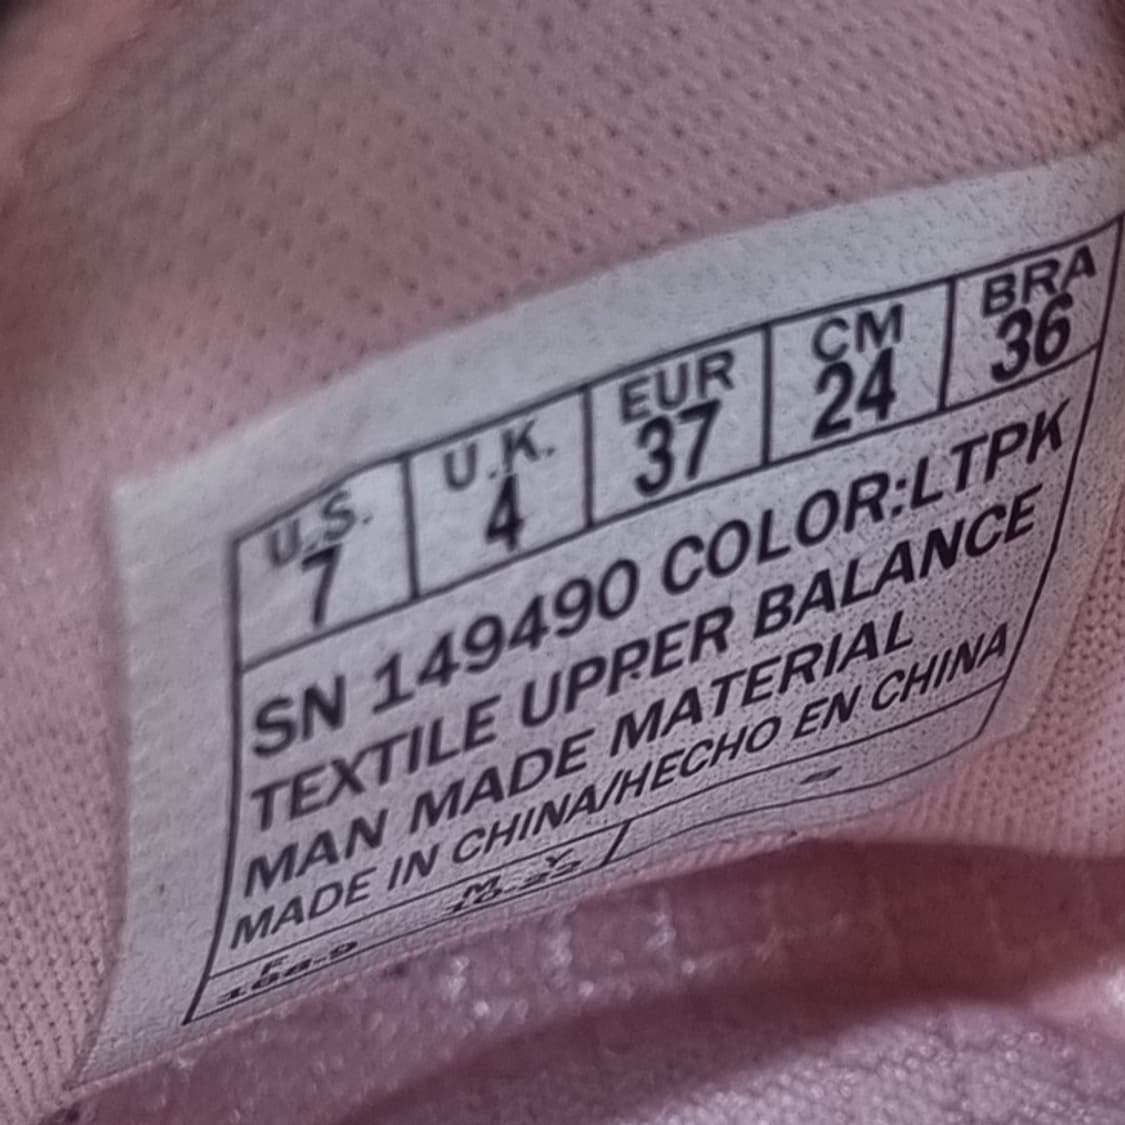 U.S. U.K. EUR CM BRA
7 4 37 24 36
SN 149490 COLOR:LTPK
TEXTILE UPPER BALANCE
MAN MADE MATERIAL
MADE IN CHINA/HECHO EN CHINA
F M Y